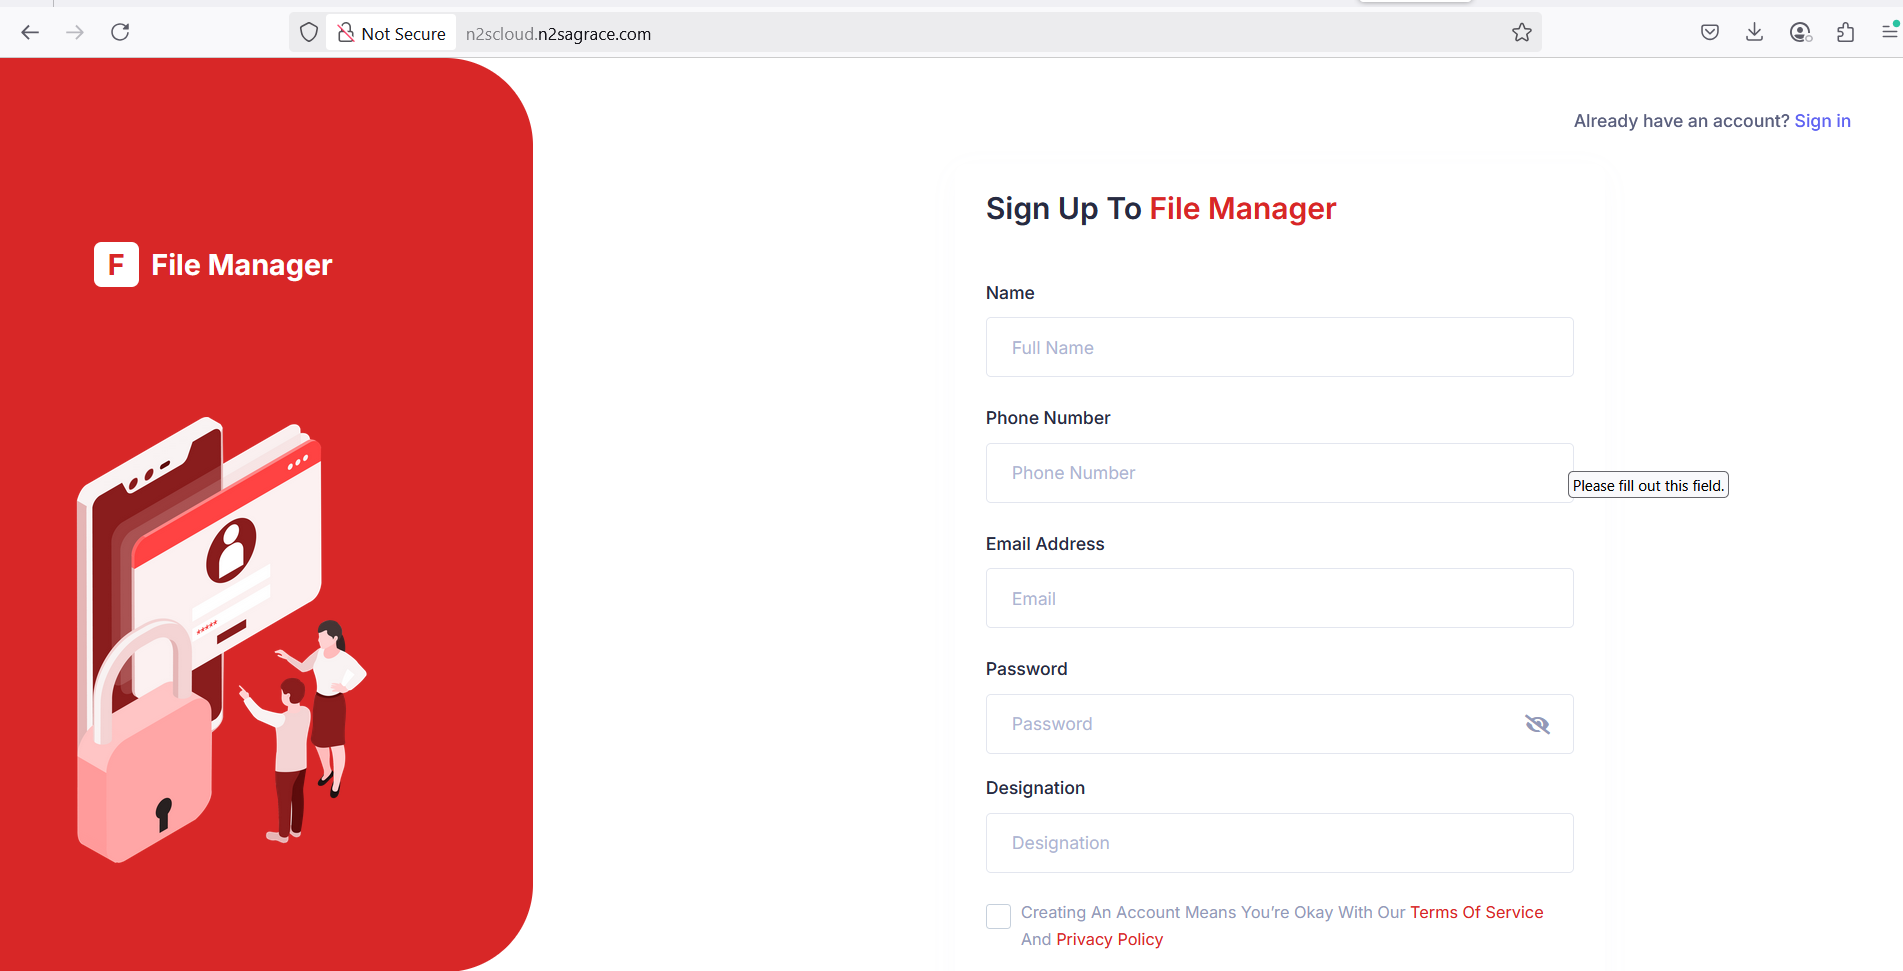 Not Secure n2scloud.n2sagrace.com
Already have an account? Sign in
F File Manager
Sign Up To File Manager
Name
Full Name
Phone Number
Phone Number
Please fill out this field.
Email Address
Email
*****
Password
Password
Designation
Designation
Creating An Account Means You’re Okay With Our Terms Of Service
And Privacy Policy